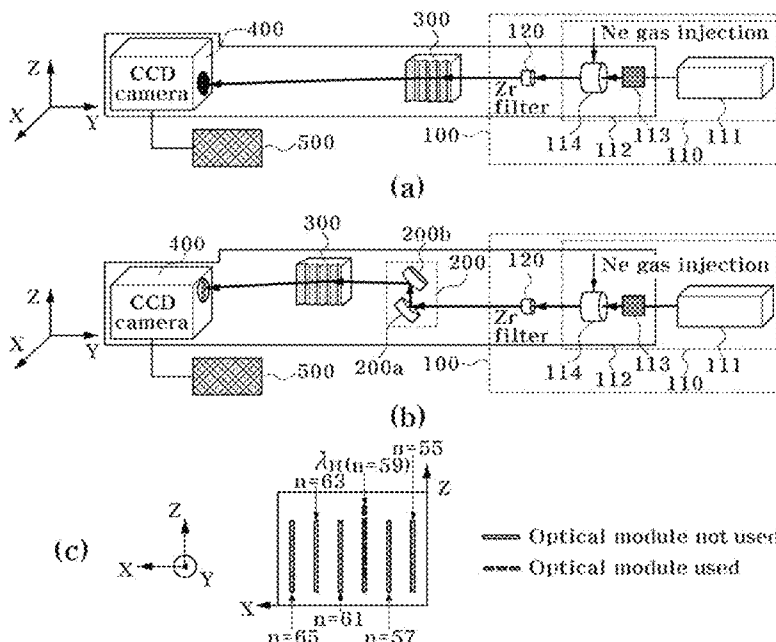 400
300
120
Ne gas injection
Z
X
Y
CCD
camera
Zr
filter
500
100
114
113
111
112
110
(a)
400
300
200b
200
120
Ne gas injection
Z
X
Y
CCD
camera
Zr
filter
500
200a
100
114
113
111
112
110
(b)
n=55
λH(n=59)
n=63
Z
(c)
Z
X
Y
Optical module not used
Optical module used
X
n=61
n=65
n=57